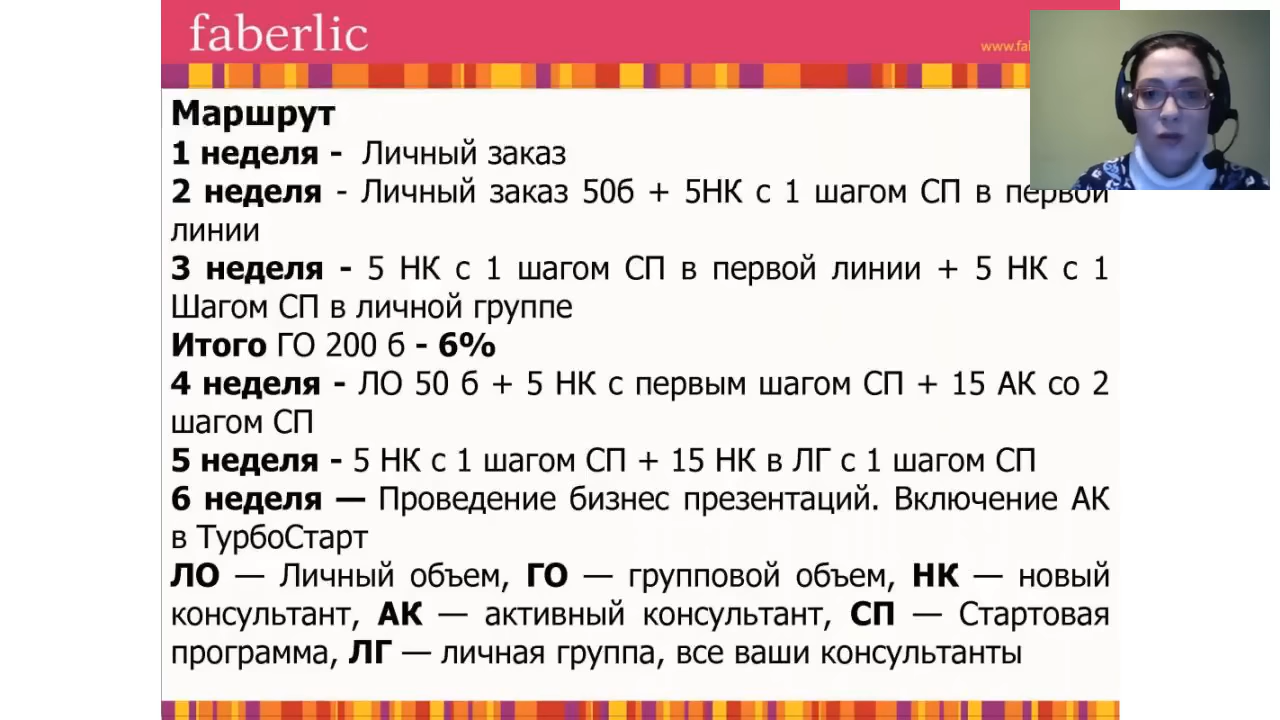 faberlic
www.fa
Маршрут
1 неделя - Личный заказ
2 неделя - Личный заказ 50б + 5НК с 1 шагом СП в первой
линии
3 неделя - 5 НК с 1 шагом СП в первой линии + 5 НК с 1
Шагом СП в личной группе
Итого ГО 200 б - 6%
4 неделя - ЛО 50 б + 5 НК с первым шагом СП + 15 АК со 2
шагом СП
5 неделя - 5 НК с 1 шагом СП + 15 НК в ЛГ с 1 шагом СП
6 неделя — Проведение бизнес презентаций. Включение АК
в ТурбоСтарт
ЛО — Личный объем, ГО — групповой объем, НК — новый
консультант, АК — активный консультант, СП — Стартовая
программа, ЛГ — личная группа, все ваши консультанты